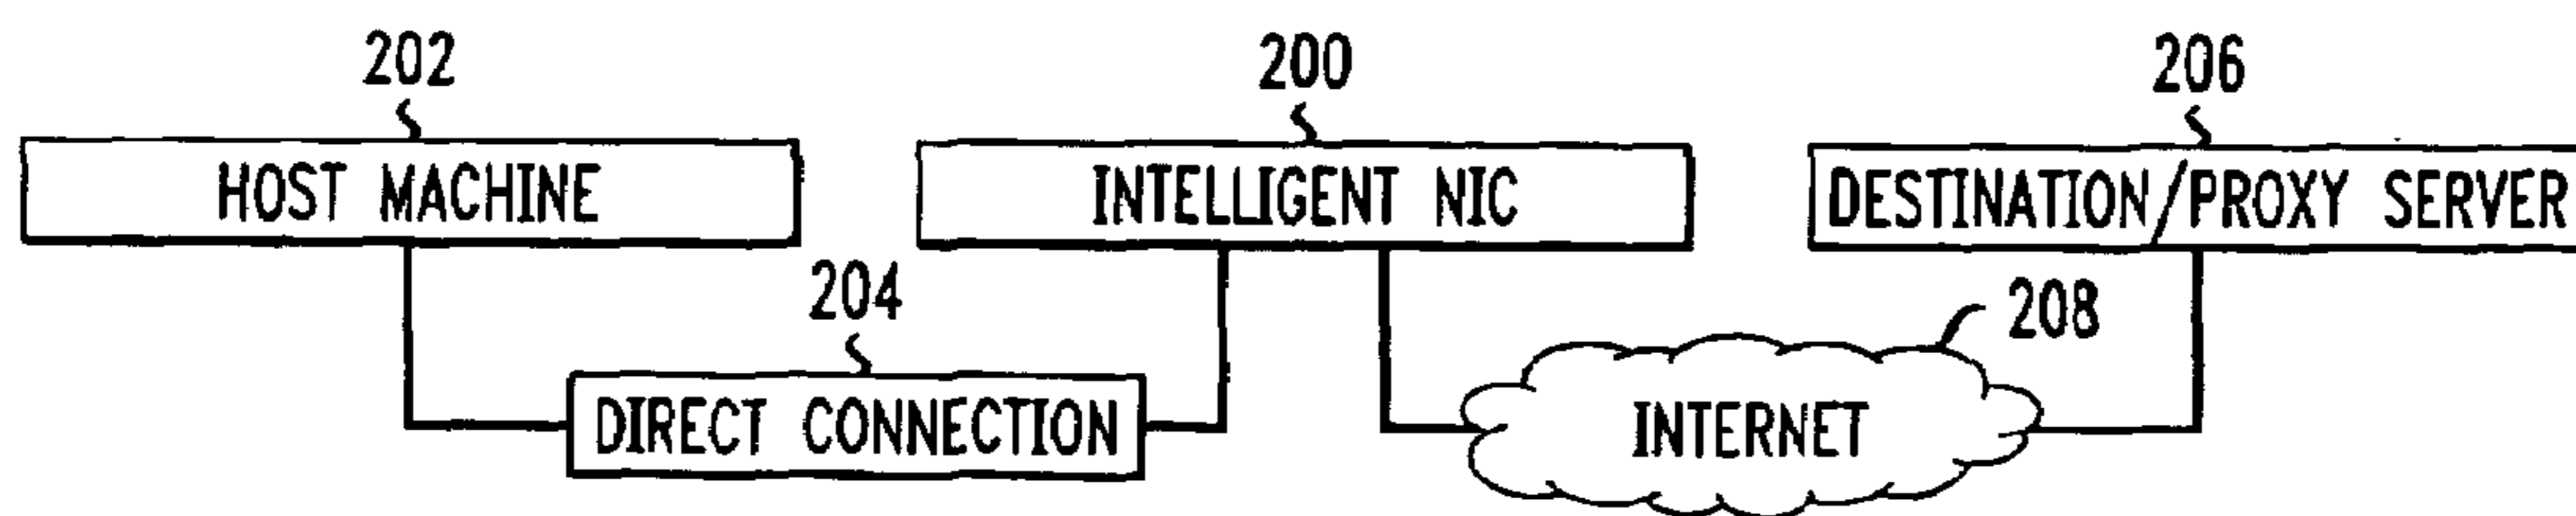 202
200
206
HOST MACHINE
INTELLIGENT NIC
DESTINATION/PROXY SERVER
204
208
DIRECT CONNECTION
INTERNET